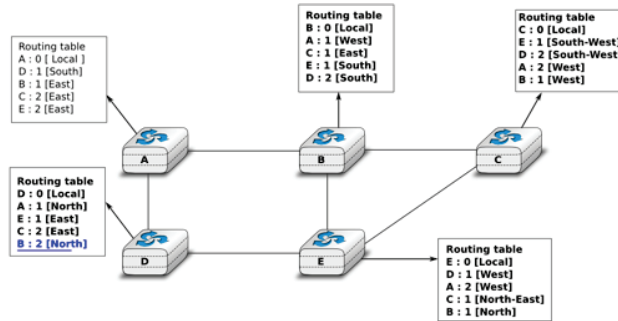 Routing table
A : 0 [ Local ]
D : 1 [South]
B : 1 [East]
C : 2 [East]
E : 2 [East]
Routing table
B : 0 [Local]
A : 1 [West]
C : 1 [East]
E : 1 [South]
D : 2 [South]
Routing table
C : 0 [Local]
E : 1 [South-West]
D : 2 [South-West]
A : 2 [West]
B : 1 [West]
A
B
C
Routing table
D : 0 [Local]
A : 1 [North]
E : 1 [East]
C : 2 [East]
B : 2 [North]
D
E
Routing table
E : 0 [Local]
D : 1 [West]
A : 2 [West]
C : 1 [North-East]
B : 1 [North]